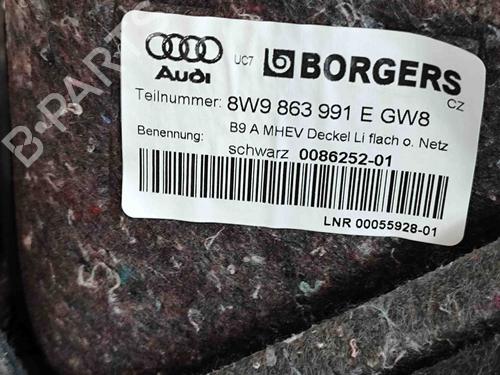 Audi UC7 BORGERS
CZ
Teilnummer: 8W9 863 991 E GW8
Benennung: B9 A MHEV Deckel Li flach o. Netz
schwarz 0086252-01
LNR 00055928-01
B-PARTS